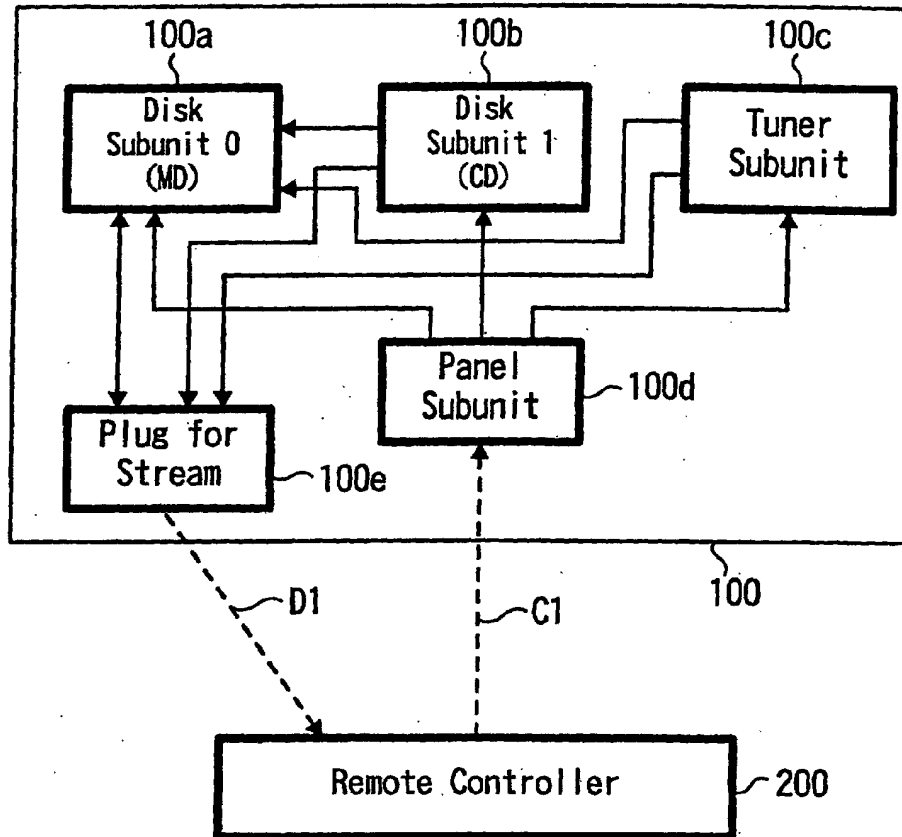 100a
100b
100c
Disk
Subunit 0
(MD)
Disk
Subunit 1
(CD)
Tuner
Subunit
Panel
Subunit
100d
Plug for
Stream
100e
100
D1
C1
Remote Controller
200